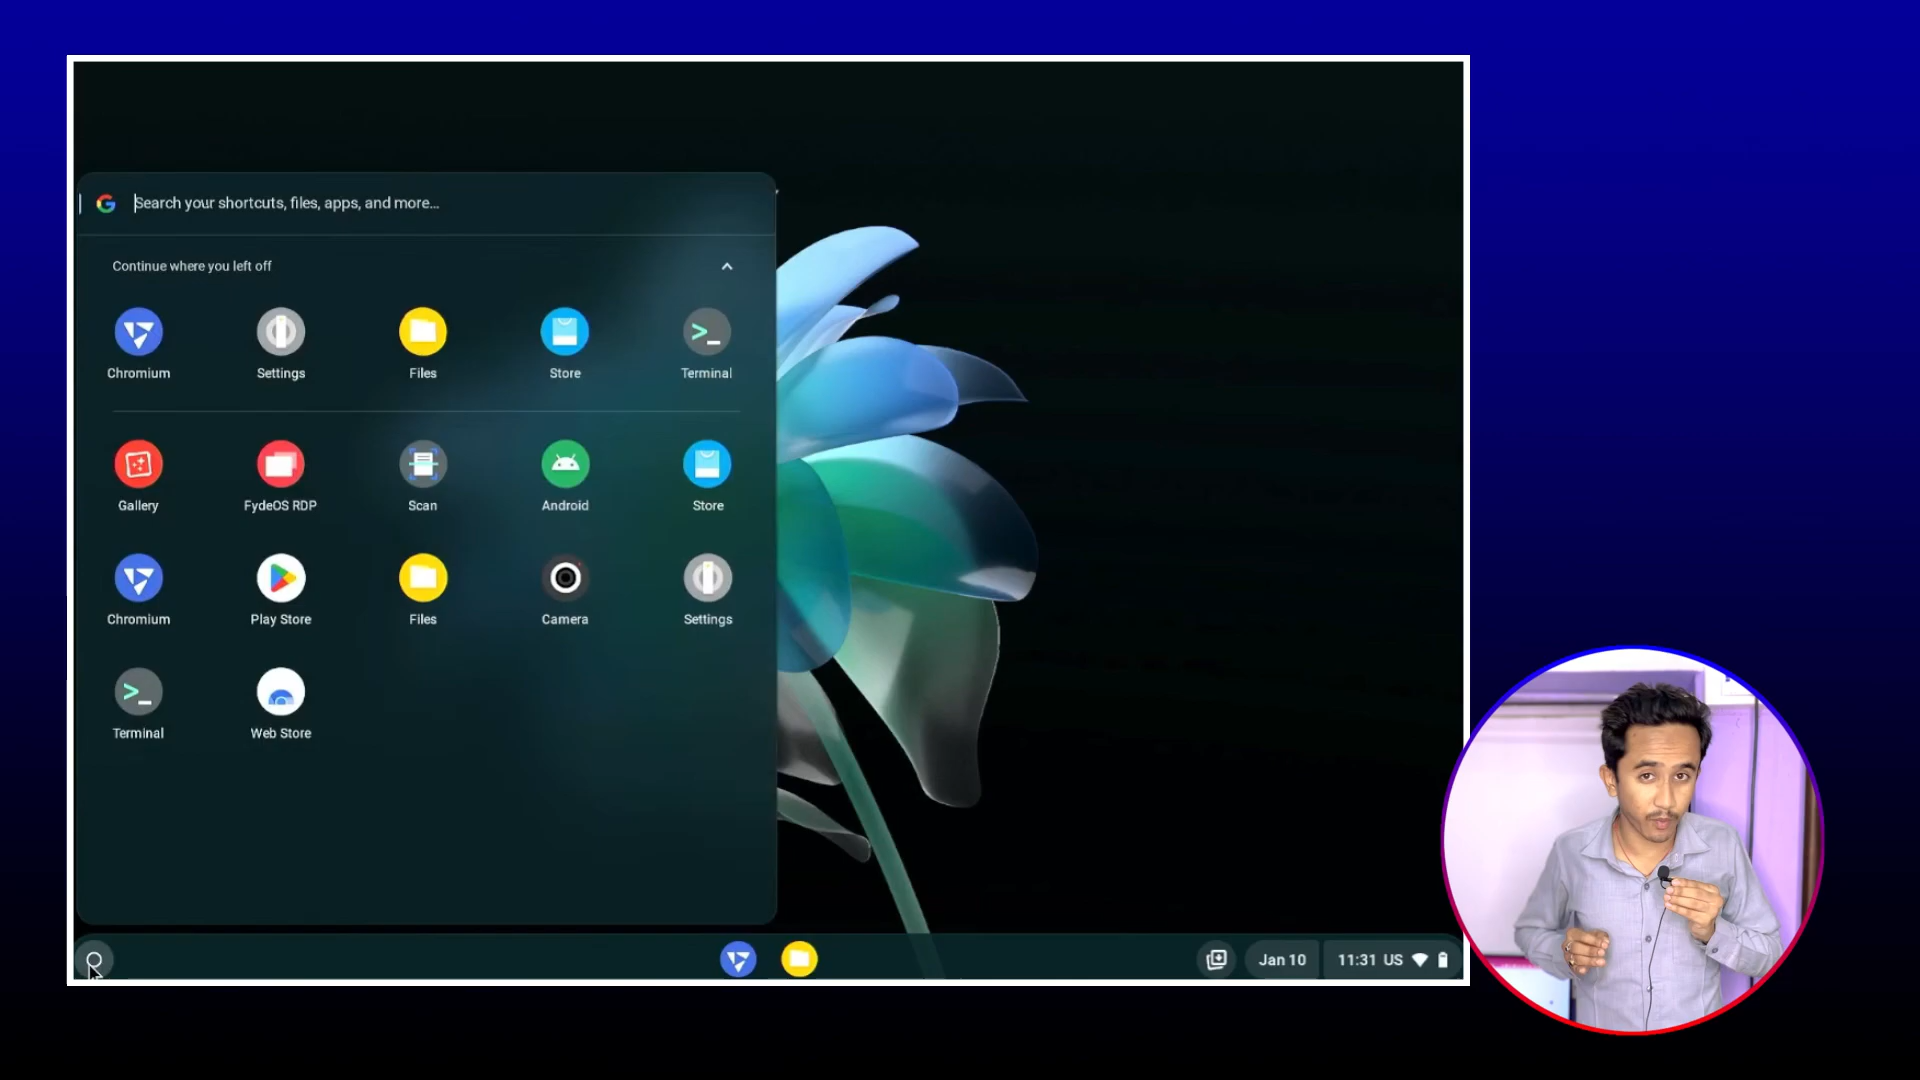 Search your shortcuts, files, apps, and more...
Continue where you left off
Chromium
Settings
Files
Store
Terminal
Gallery
FydeOS RDP
Scan
Android
Store
Chromium
Play Store
Files
Camera
Settings
Terminal
Web Store
Jan 10
11:31 US